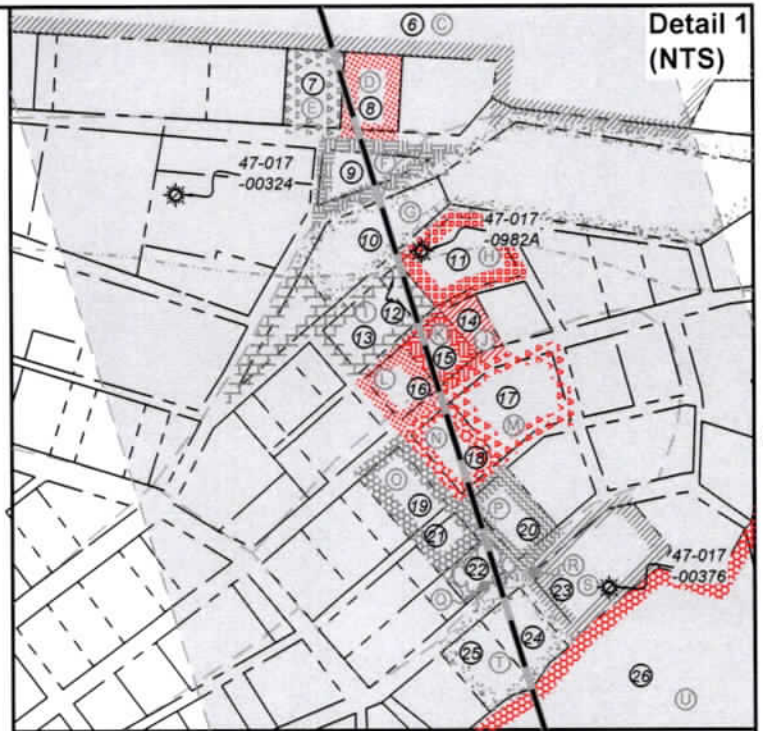 Detail 1
(NTS)
6 C
7 D
E 8
47-017
-00324
9 F
G
47-017
-0982A
10
11 H
12
I
13
14
K J
15
L 16
17
M
N
18
O
19
P
20
21
47-017
-00376
22
R
23 S
24
25 T
26
U